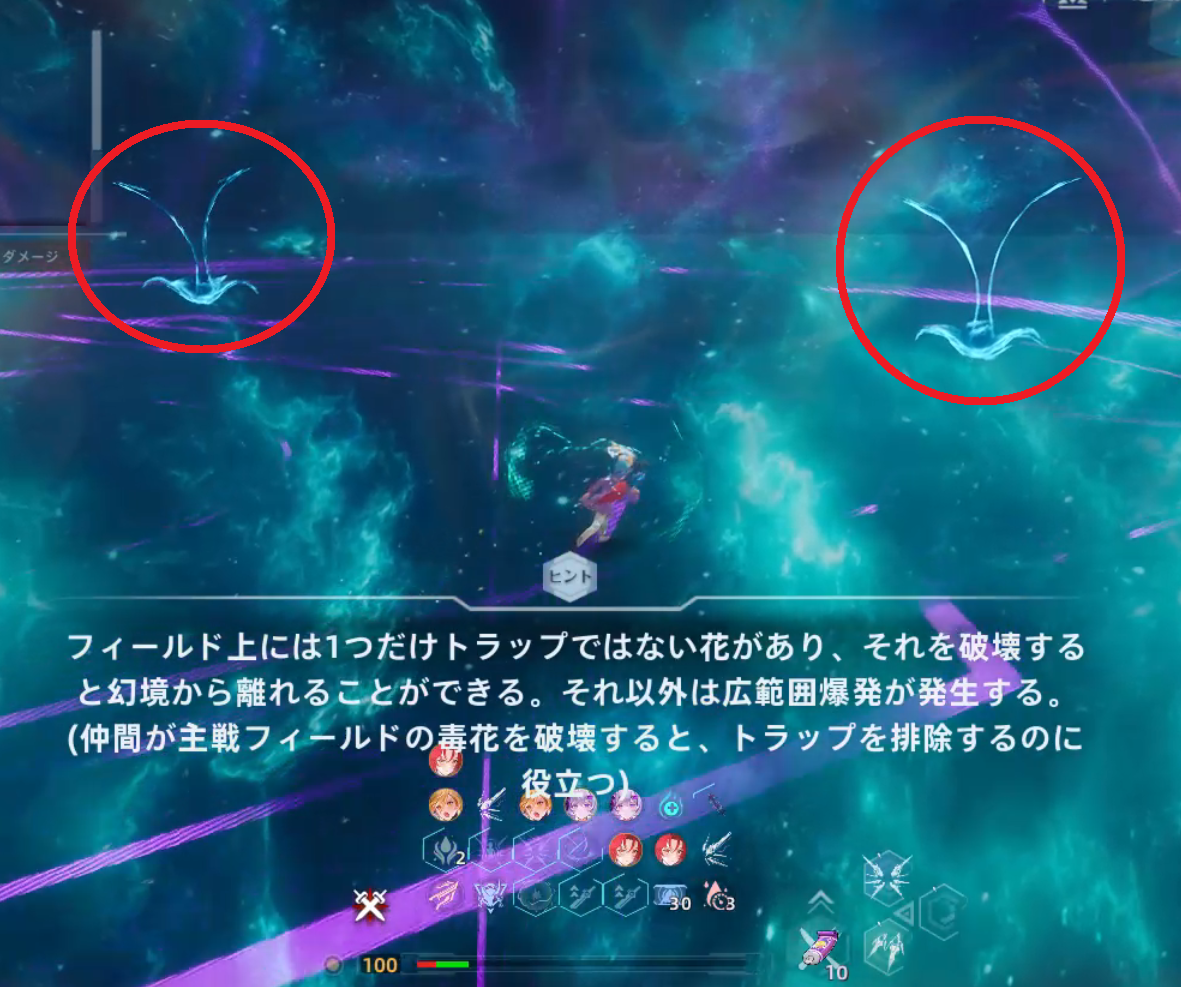 ダメージ
ヒント
フィールド上には1つだけトラップではない花があり、それを破壊する
と幻境から離れることができる。それ以外は広範囲爆発が発生する。
(仲間が主戦フィールドの毒花を破壊すると、トラップを排除するのに
役立つ)
2
30
3
100
10